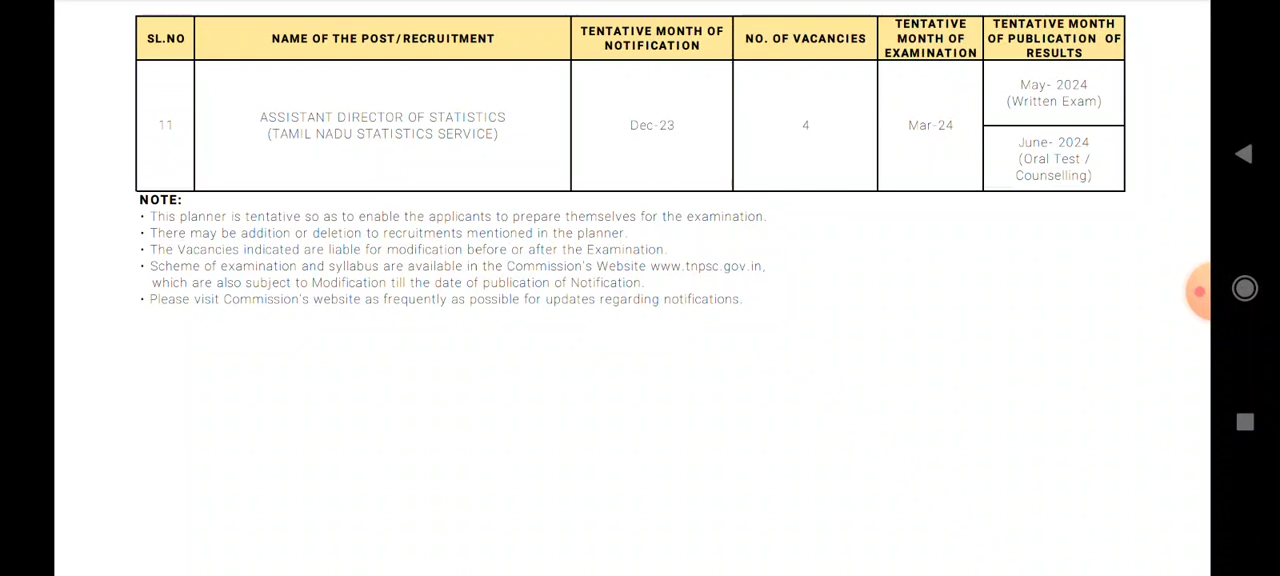 SL.NO
NAME OF THE POST/RECRUITMENT
TENTATIVE MONTH OF
NOTIFICATION
NO. OF VACANCIES
TENTATIVE
MONTH OF
EXAMINATION
TENTATIVE MONTH
OF PUBLICATION OF
RESULTS
11
ASSISTANT DIRECTOR OF STATISTICS
(TAMIL NADU STATISTICS SERVICE)
Dec-23
4
Mar-24
May- 2024
(Written Exam)
June- 2024
(Oral Test /
Counselling)
NOTE:
• This planner is tentative so as to enable the applicants to prepare themselves for the examination.
• There may be addition or deletion to recruitments mentioned in the planner.
• The Vacancies indicated are liable for modification before or after the Examination.
• Scheme of examination and syllabus are available in the Commission's Website www.tnpsc.gov.in,
which are also subject to Modification till the date of publication of Notification.
• Please visit Commission's website as frequently as possible for updates regarding notifications.